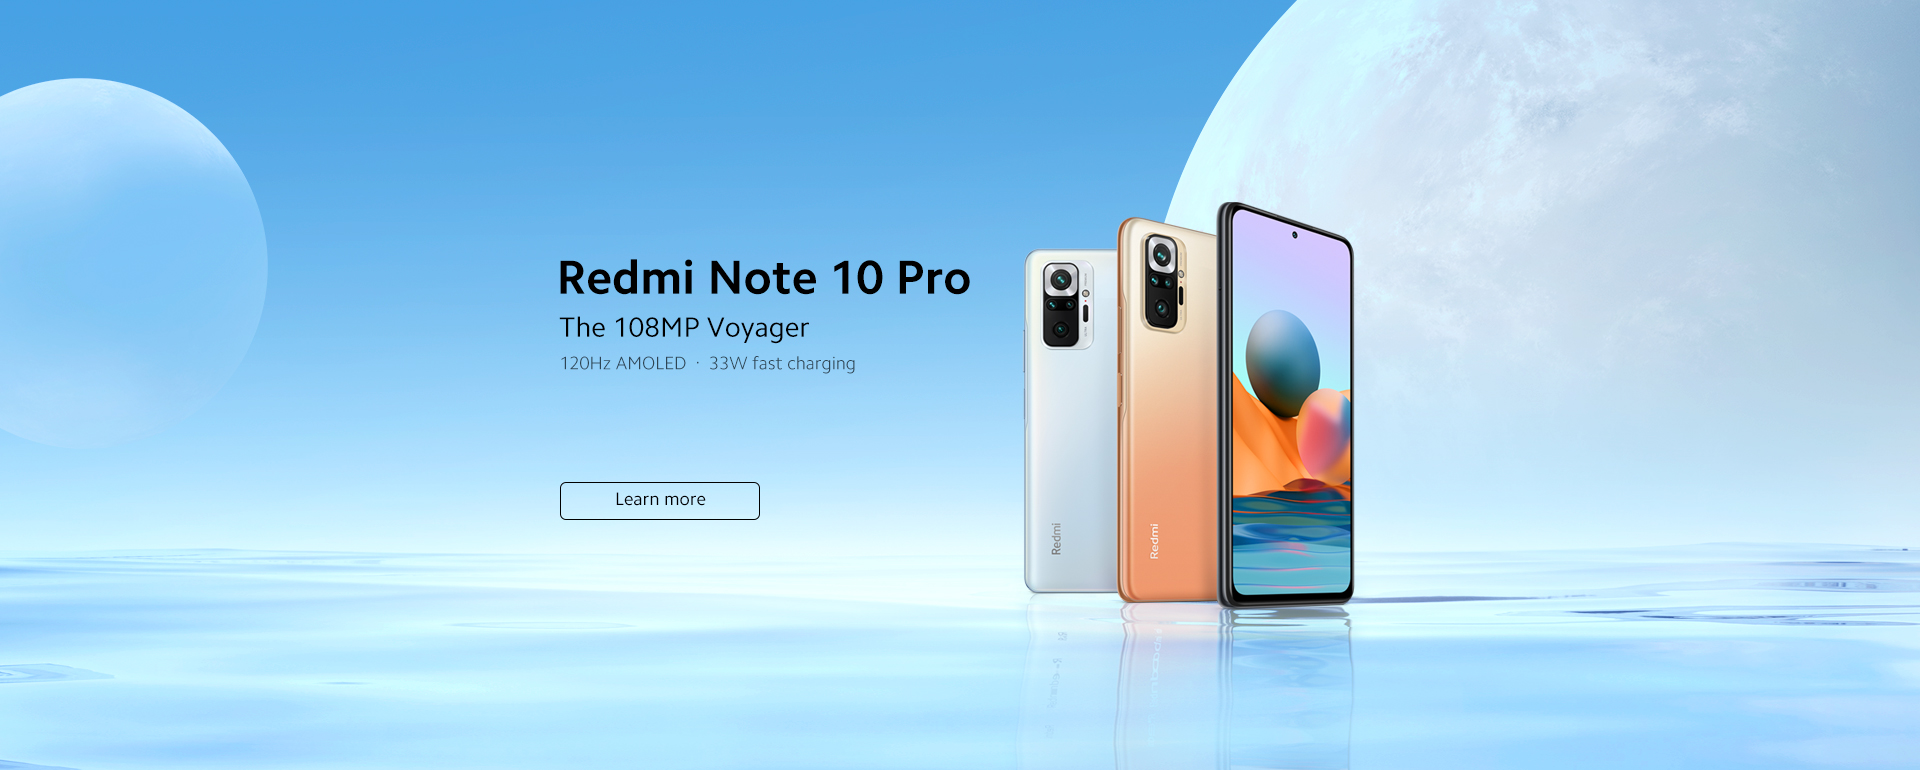 Redmi Note 10 Pro
The 108MP Voyager
120Hz AMOLED · 33W fast charging
Learn more
Redmi
Redmi